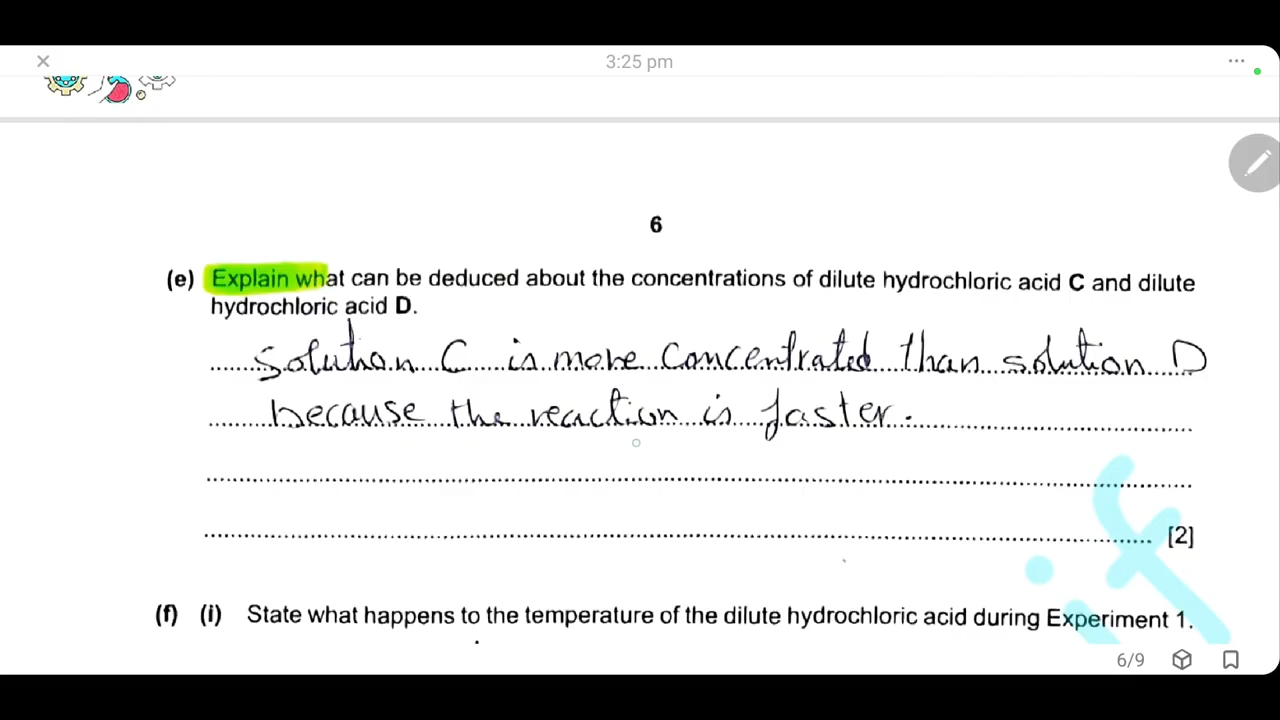 3:25 pm
6
(e) Explain what can be deduced about the concentrations of dilute hydrochloric acid C and dilute
hydrochloric acid D.
Solution C is more concentrated than solution D
because the reaction is faster.
[2]
(f) (i) State what happens to the temperature of the dilute hydrochloric acid during Experiment 1.
if
6/9